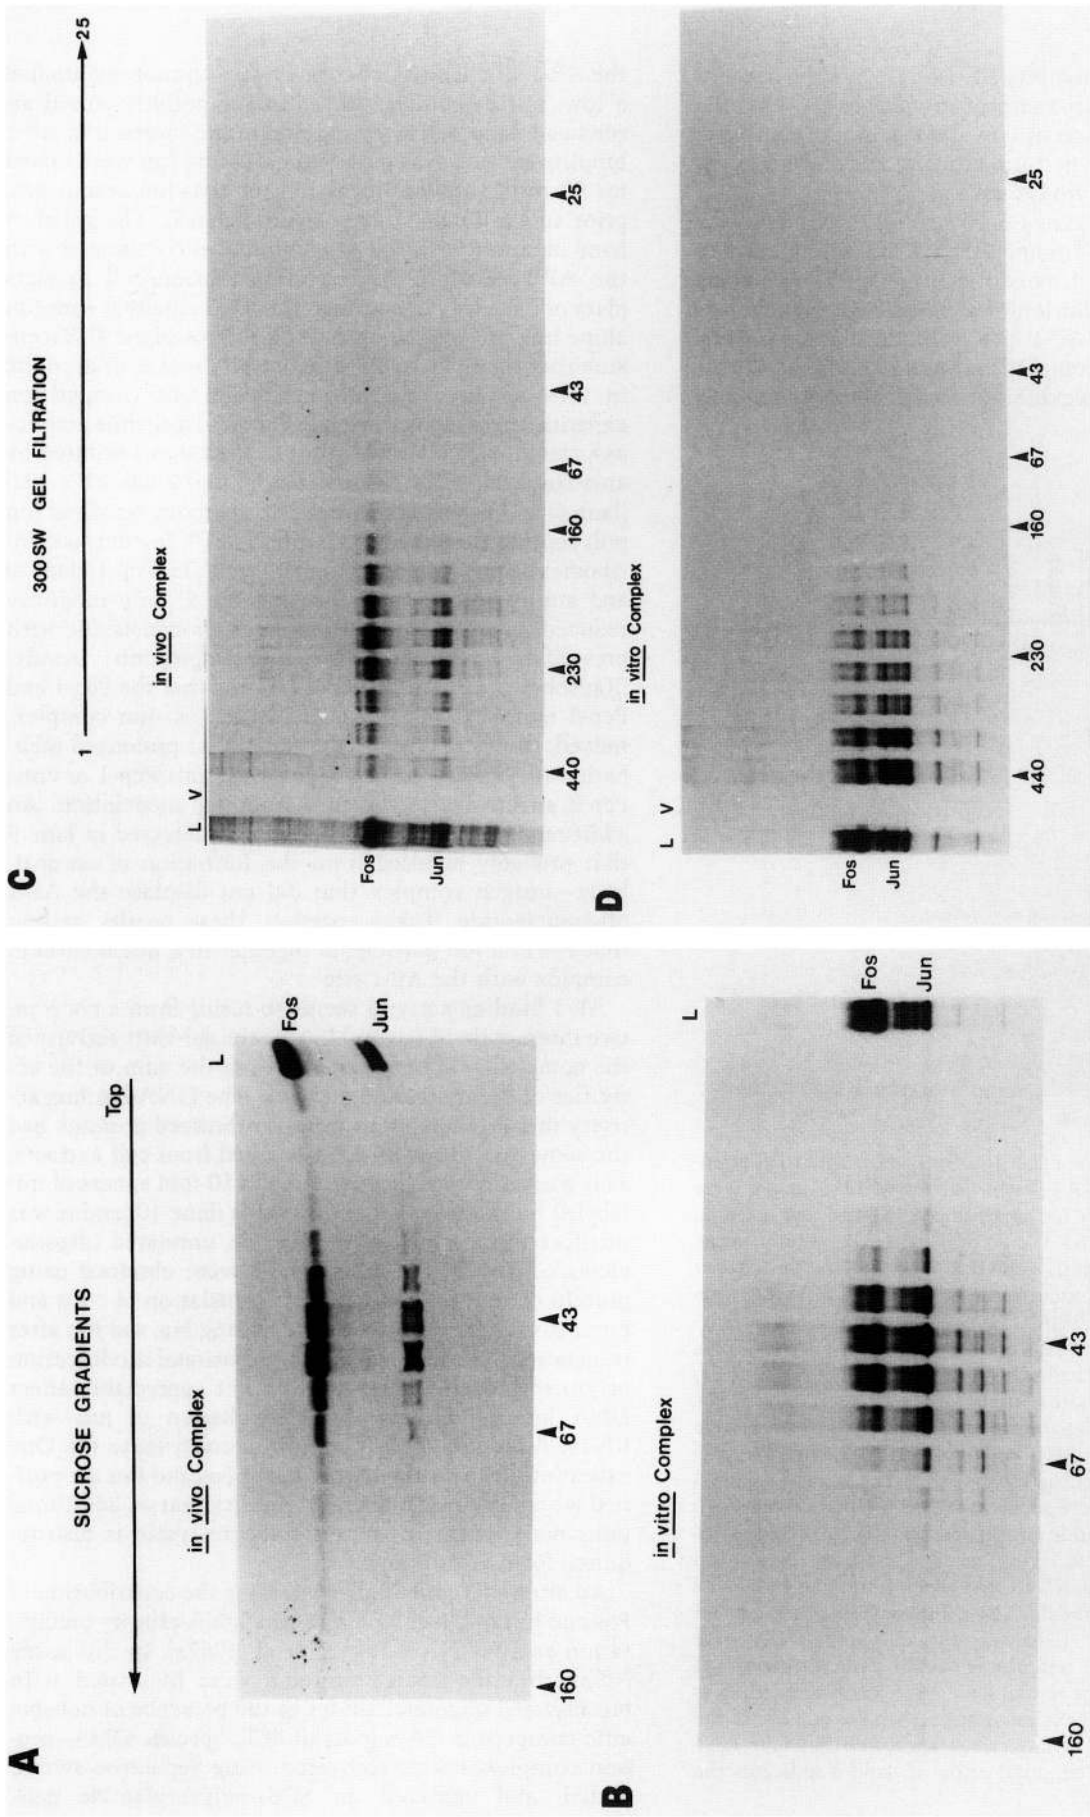 A
SUCROSE GRADIENTS
Top
in vivo Complex
L
Fos
Jun
160
67
43
B
in vitro Complex
L
Fos
Jun
160
67
43
C
300 SW GEL FILTRATION
1
25
in vivo Complex
L
V
Fos
Jun
440
230
160
67
43
25
D
in vitro Complex
L
V
Fos
Jun
440
230
160
67
43
25